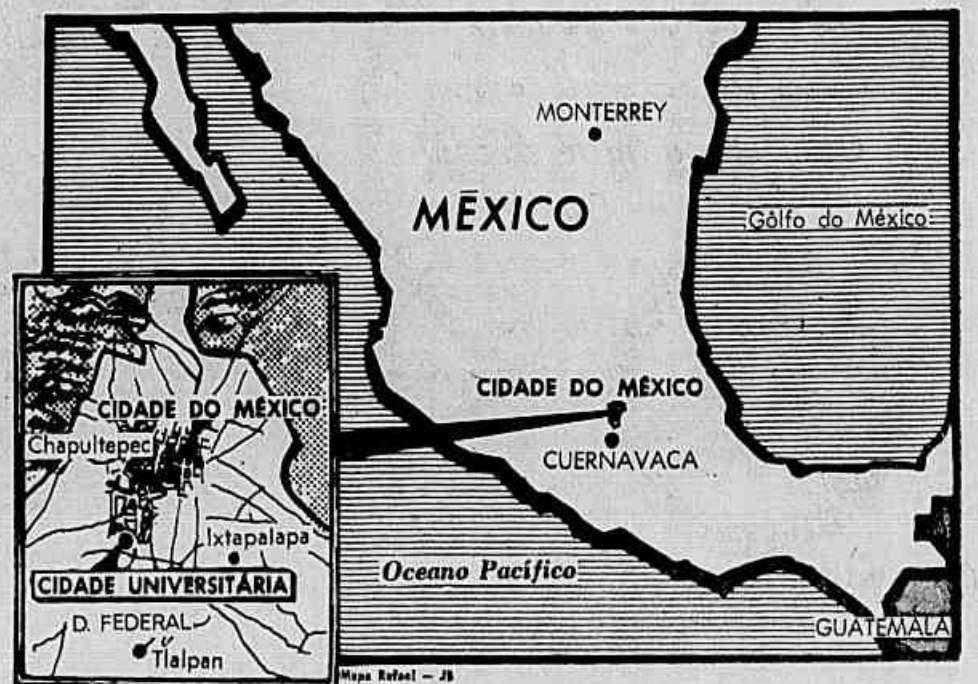 MONTERREY
MÉXICO
Gôlfo do México
CIDADE DO MÉXICO
CUERNAVACA
Oceano Pacífico
GUATEMALA
CIDADE DO MÉXICO
Chapultepec
Ixtapalapa
CIDADE UNIVERSITÁRIA
D. FEDERAL
Tlalpan
Mapa Rafael — JB